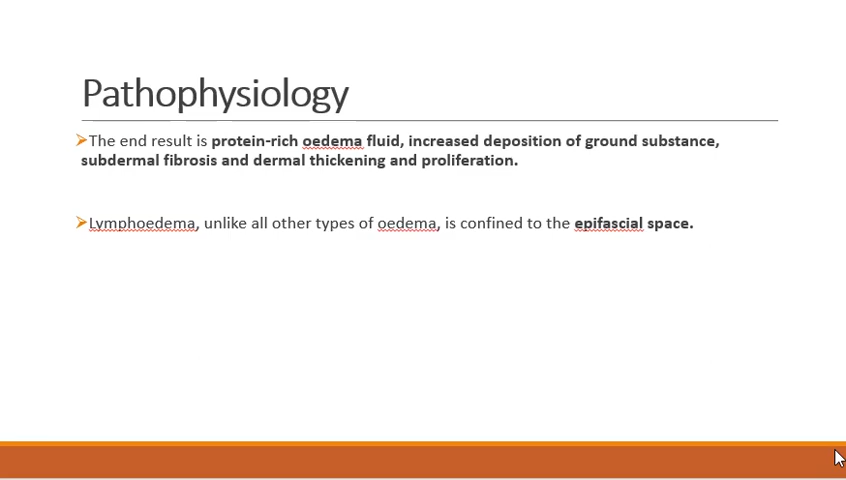 Pathophysiology
➢The end result is protein-rich oedema fluid, increased deposition of ground substance,
subdermal fibrosis and dermal thickening and proliferation.
➢Lymphoedema, unlike all other types of oedema, is confined to the epifascial space.